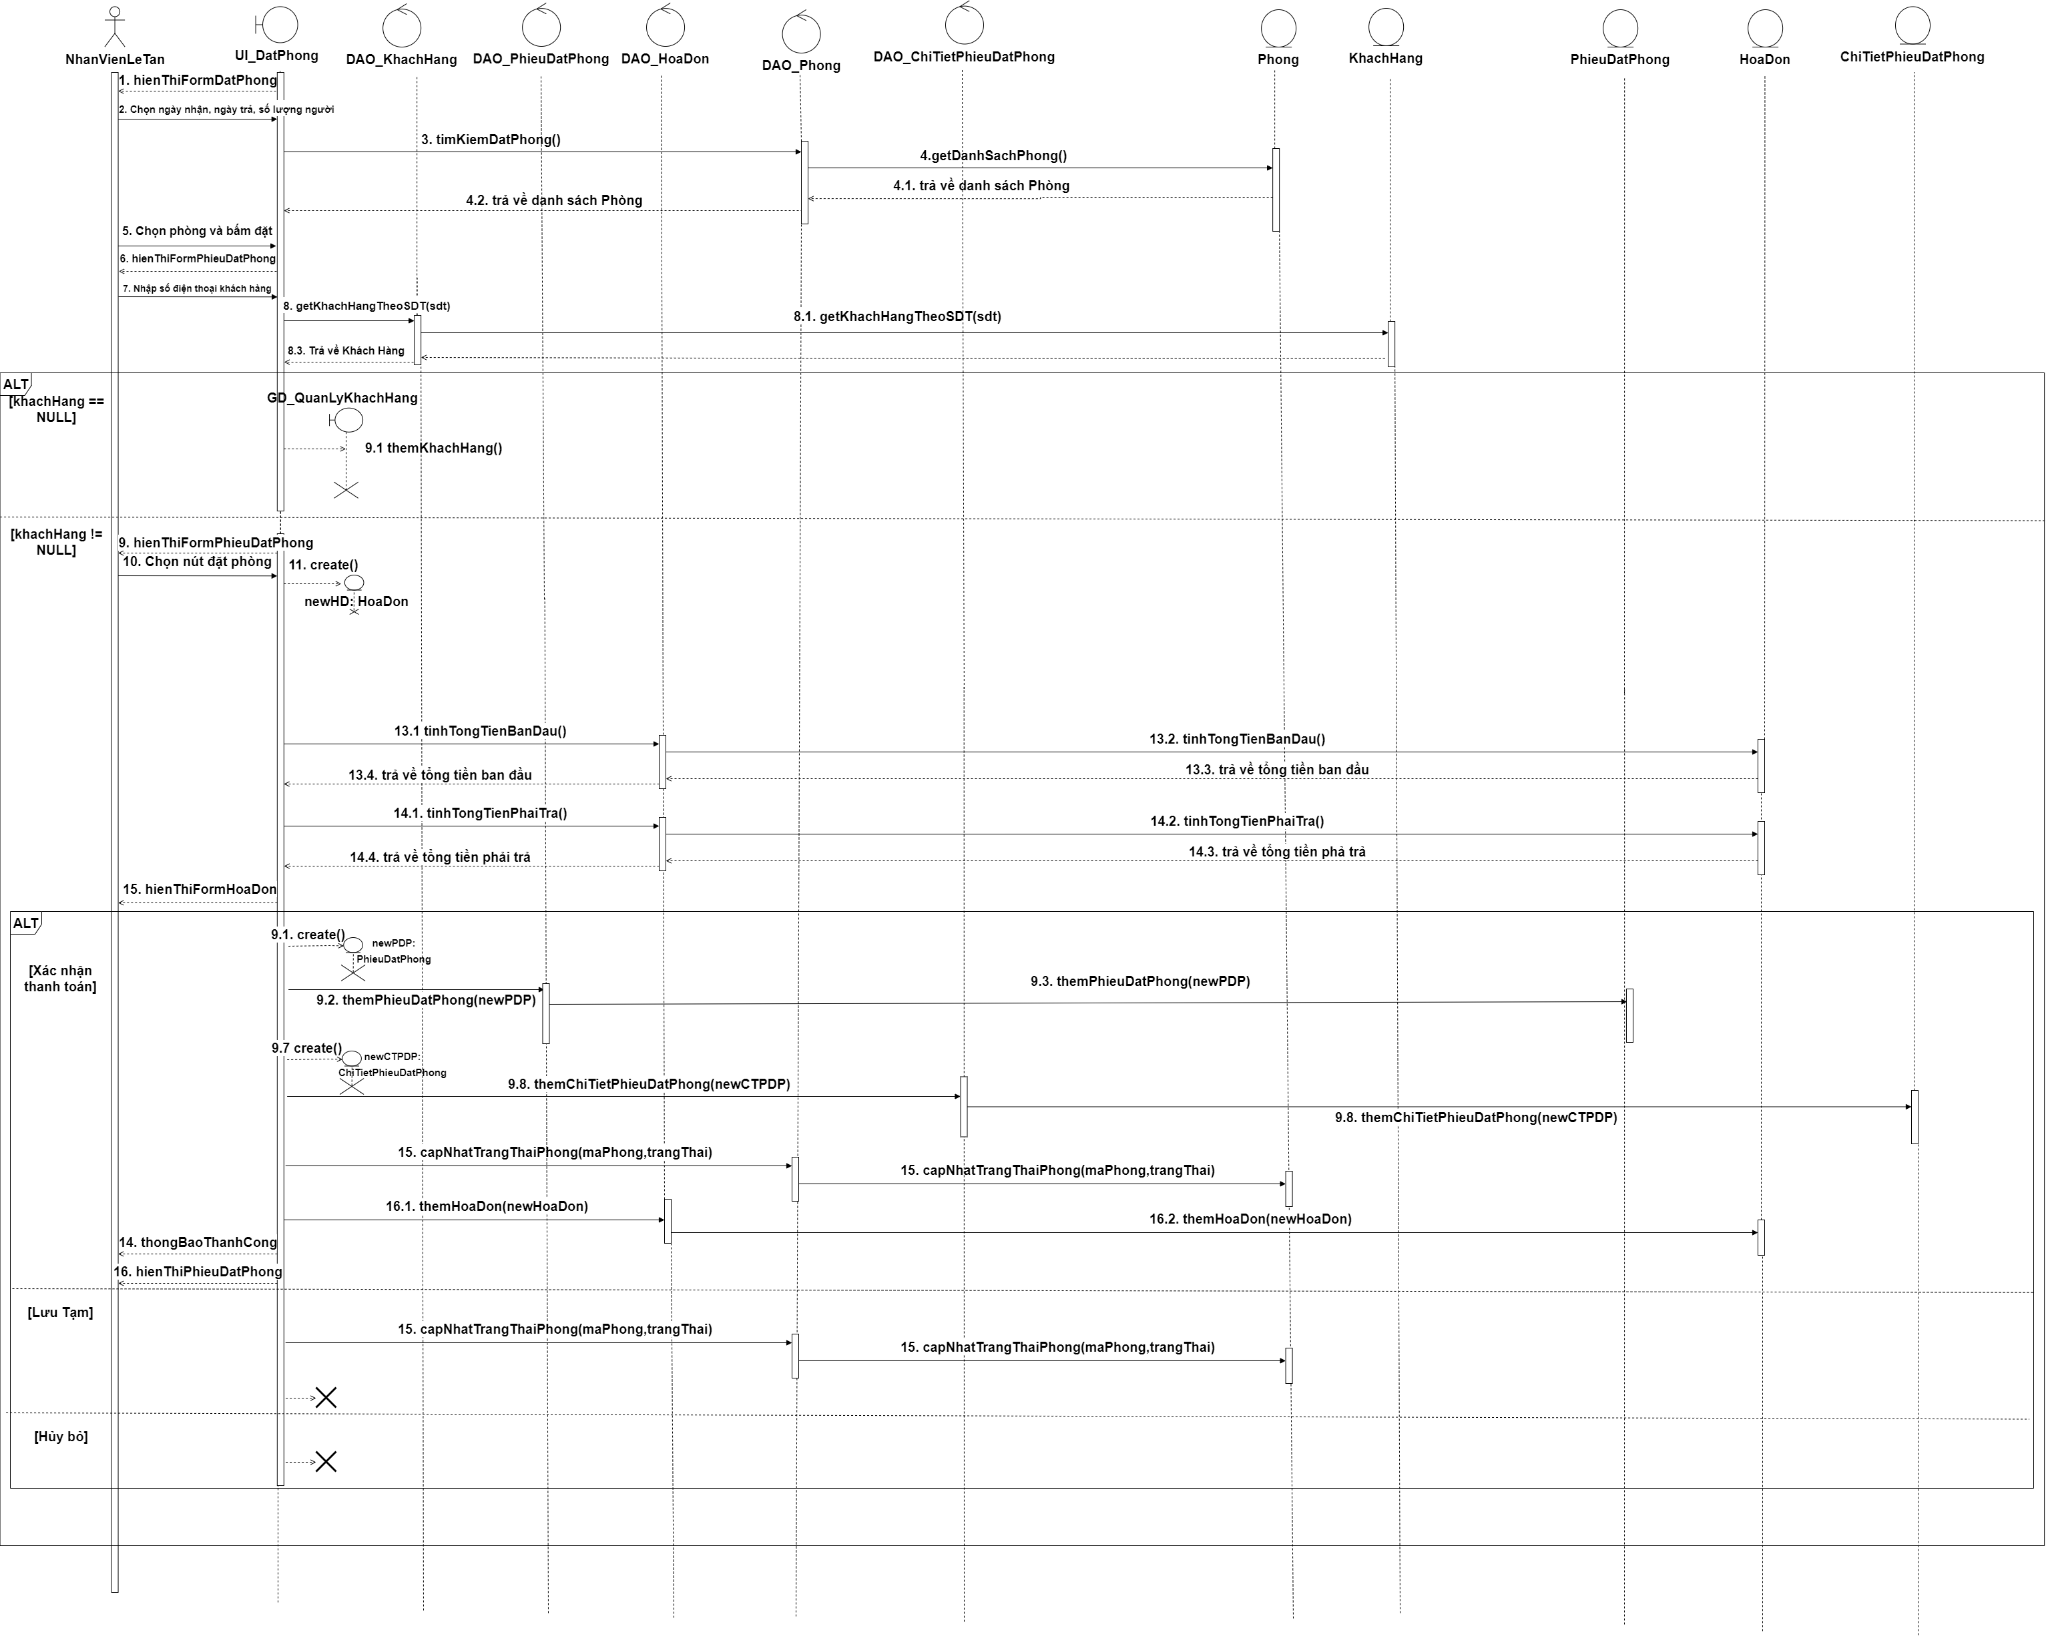 NhanVienLeTan
UI_DatPhong
DAO_KhachHang
DAO_PhieuDatPhong
DAO_HoaDon
DAO_Phong
DAO_ChiTietPhieuDatPhong
Phong
KhachHang
PhieuDatPhong
HoaDon
ChiTietPhieuDatPhong
1. hienThiFormDatPhong
2. Chọn ngày nhận, ngày trả, số lượng người
3. timKiemDatPhong()
4.getDanhSachPhong()
4.1. trả về danh sách Phòng
4.2. trả về danh sách Phòng
5. Chọn phòng và bấm đặt
6. hienThiFormPhieuDatPhong
7. Nhập số điện thoại khách hàng
8. getKhachHangTheoSDT(sdt)
8.1. getKhachHangTheoSDT(sdt)
8.3. Trả về Khách Hàng
ALT
[khachHang ==
NULL]
GD_QuanLyKhachHang
9.1 themKhachHang()
[khachHang !=
NULL]
9. hienThiFormPhieuDatPhong
10. Chọn nút đặt phòng
11. create()
newHD: HoaDon
13.1 tinhTongTienBanDau()
13.2. tinhTongTienBanDau()
13.4. trả về tổng tiền ban đầu
13.3. trả về tổng tiền ban đầu
14.1. tinhTongTienPhaiTra()
14.2. tinhTongTienPhaiTra()
14.4. trả về tổng tiền phải trả
14.3. trả về tổng tiền phả trả
15. hienThiFormHoaDon
ALT
9.1. create()
newPDP:
PhieuDatPhong
[Xác nhận
thanh toán]
9.2. themPhieuDatPhong(newPDP)
9.3. themPhieuDatPhong(newPDP)
9.7 create()
newCTPDP:
ChiTietPhieuDatPhong
9.8. themChiTietPhieuDatPhong(newCTPDP)
9.8. themChiTietPhieuDatPhong(newCTPDP)
15. capNhatTrangThaiPhong(maPhong,trangThai)
15. capNhatTrangThaiPhong(maPhong,trangThai)
16.1. themHoaDon(newHoaDon)
16.2. themHoaDon(newHoaDon)
14. thongBaoThanhCong
16. hienThiPhieuDatPhong
[Lưu Tạm]
15. capNhatTrangThaiPhong(maPhong,trangThai)
15. capNhatTrangThaiPhong(maPhong,trangThai)
[Hủy bỏ]